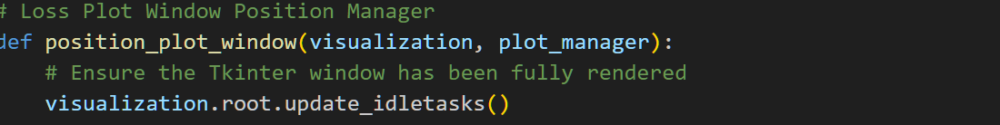 # Loss Plot Window Position Manager
def position_plot_window(visualization, plot_manager):
    # Ensure the Tkinter window has been fully rendered
    visualization.root.update_idletasks()